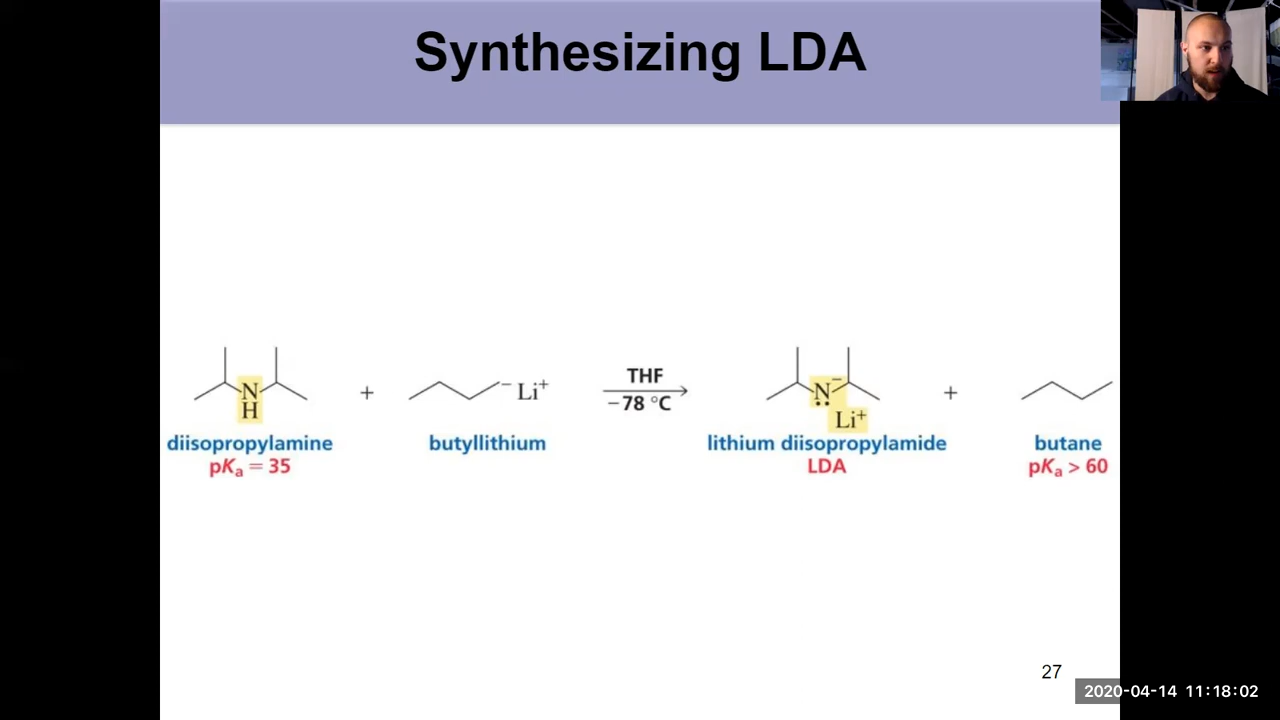 Synthesizing LDA
N
H
+
− Li+
THF
−78 °C
N−
Li+
+
diisopropylamine
butyllithium
lithium diisopropylamide
butane
pKa = 35
LDA
pKa > 60
27
2020-04-14 11:18:02